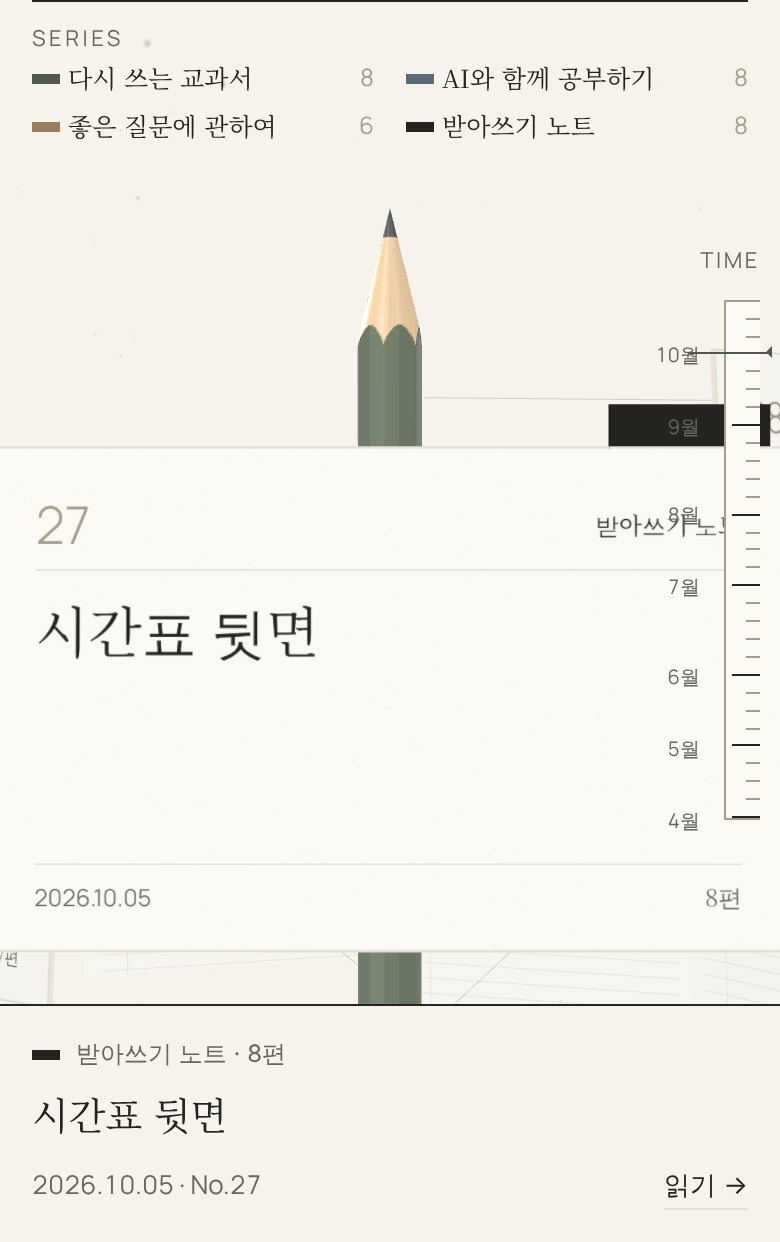 SERIES
다시 쓰는 교과서 8
AI와 함께 공부하기 8
좋은 질문에 관하여 6
받아쓰기 노트 8
TIME
10월
9월
8월
7월
6월
5월
4월
27
받아쓰기
시간표 뒷면
2026.10.05
8편
받아쓰기 노트 · 8편
시간표 뒷면
2026.10.05 · No.27
읽기 →